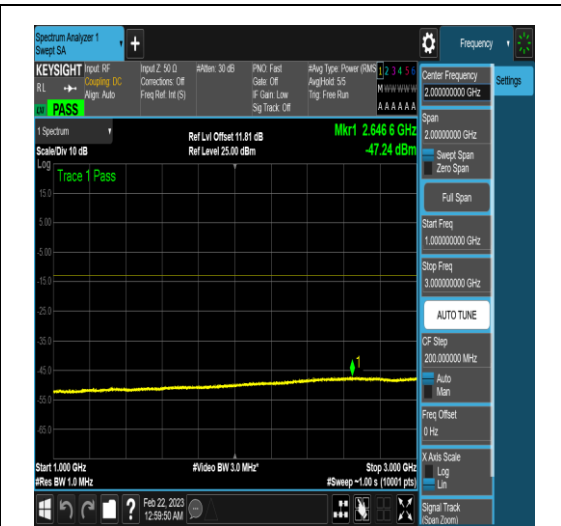 Spectrum Analyzer 1
Swept SA
+
Frequency
KEYSIGHT
Input: RF
RL
Coupling: DC
Align: Auto
Input Z: 50 Ω
Corrections: Off
Freq Ref: Int (S)
#Atten: 30 dB
PNO: Fast
Gate: Off
IF Gain: Low
Sig Track: Off
#Avg Type: Power (RMS
Avg|Hold: 5/5
Trig: Free Run
1 2 3 4 5 6
M W W W W W
A A A A A A
PASS
1 Spectrum
Scale/Div 10 dB
Ref Lvl Offset 11.81 dB
Ref Level 25.00 dBm
Mkr1 2.646 6 GHz
-47.24 dBm
Log
Trace 1 Pass
15.0
5.00
-5.00
-15.0
-25.0
-35.0
-45.0
-55.0
-65.0
1
Start 1.000 GHz
#Res BW 1.0 MHz
#Video BW 3.0 MHz*
Stop 3.000 GHz
#Sweep ~1.00 s (10001 pts)
?
Feb 22, 2023
12:59:50 AM
Center Frequency
2.000000000 GHz
Settings
Span
2.00000000 GHz
Swept Span
Zero Span
Full Span
Start Freq
1.000000000 GHz
Stop Freq
3.000000000 GHz
AUTO TUNE
CF Step
200.000000 MHz
Auto
Man
Freq Offset
0 Hz
X Axis Scale
Log
Lin
Signal Track
(Span Zoom)